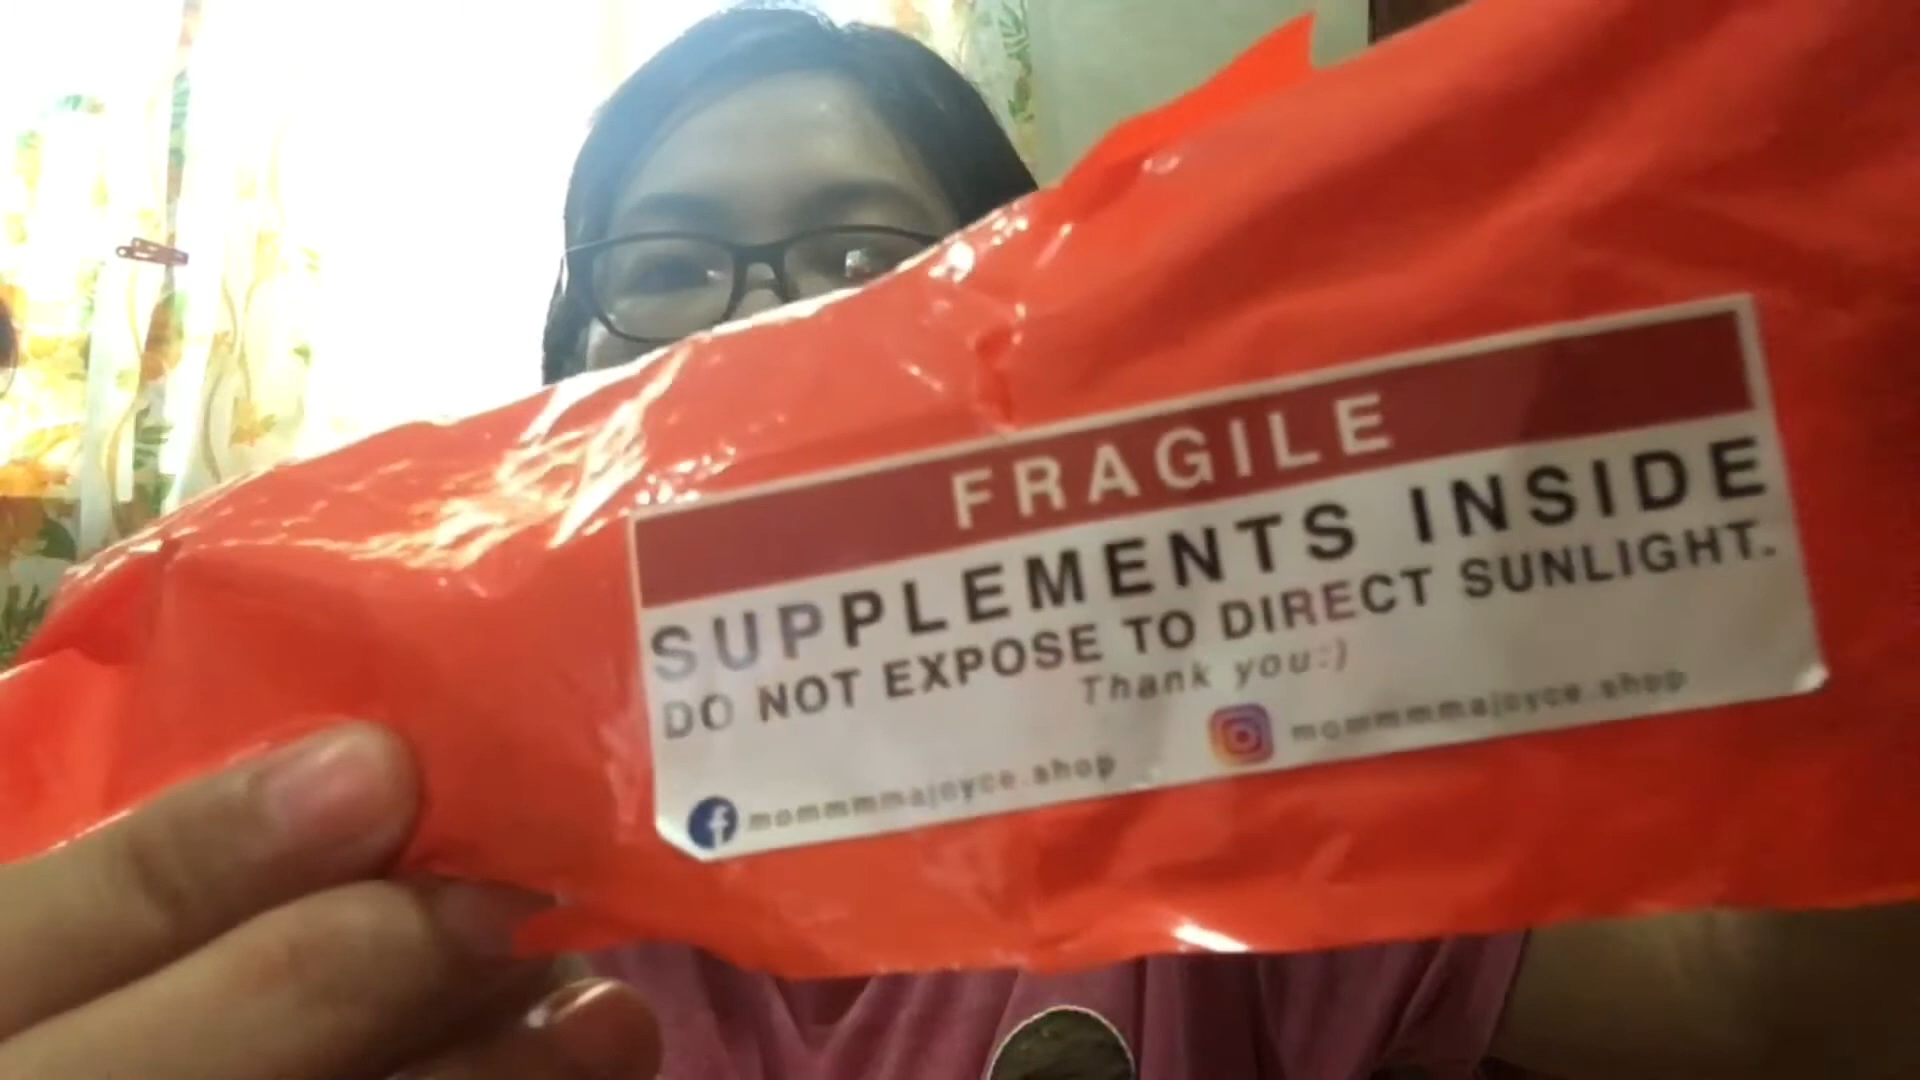 FRAGILE
SUPPLEMENTS INSIDE
DO NOT EXPOSE TO DIRECT SUNLIGHT.
Thank you:)
mommmmajoyce.shop
mommmmajoyce.shop